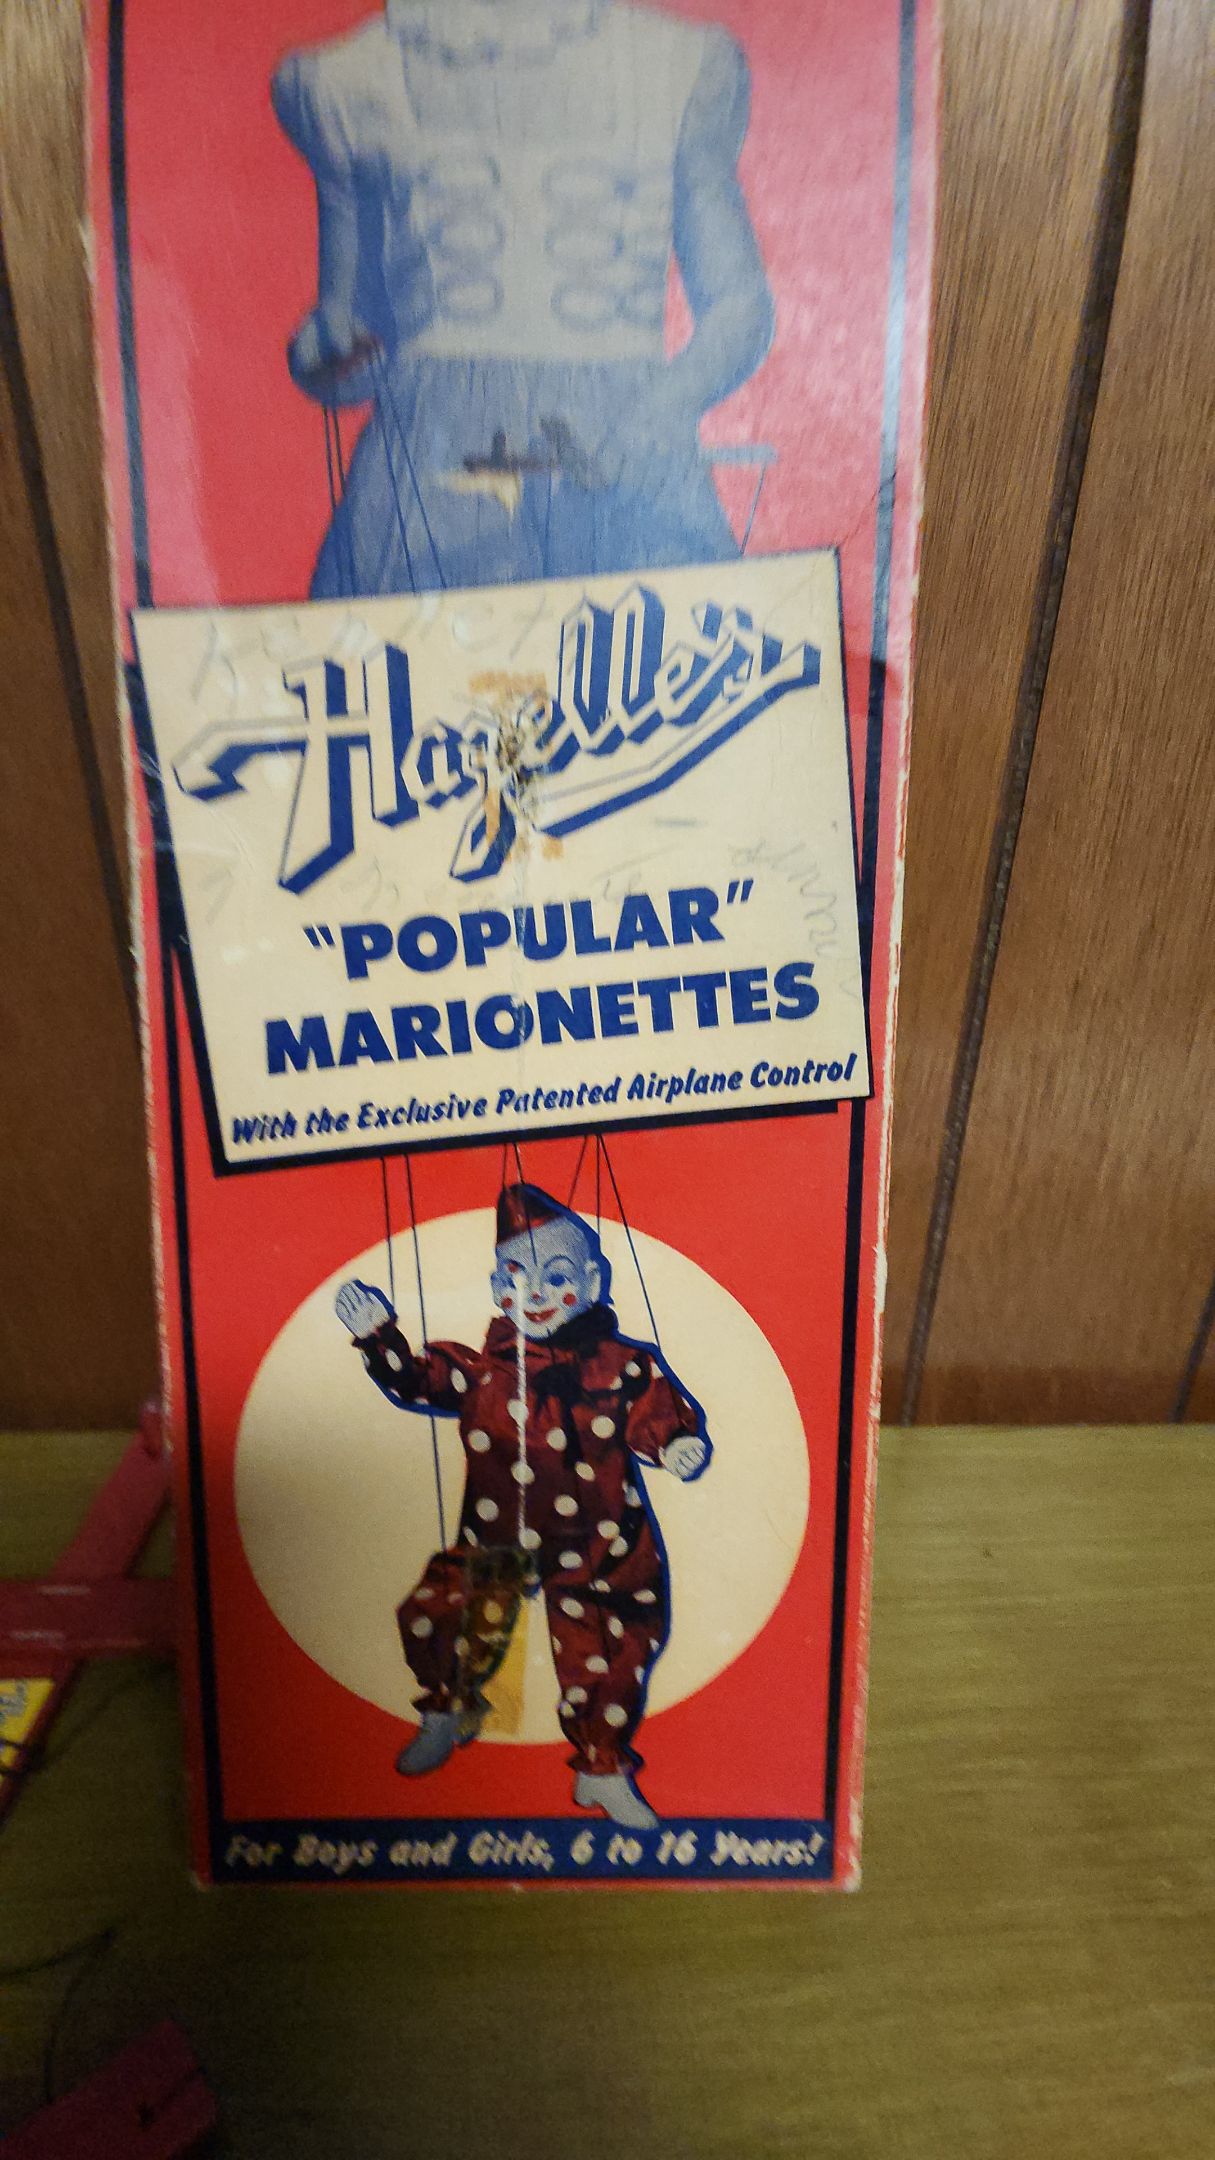 Hazelle's
"POPULAR"
MARIONETTES
With the Exclusive Patented Airplane Control
For Boys and Girls, 6 to 16 Years!